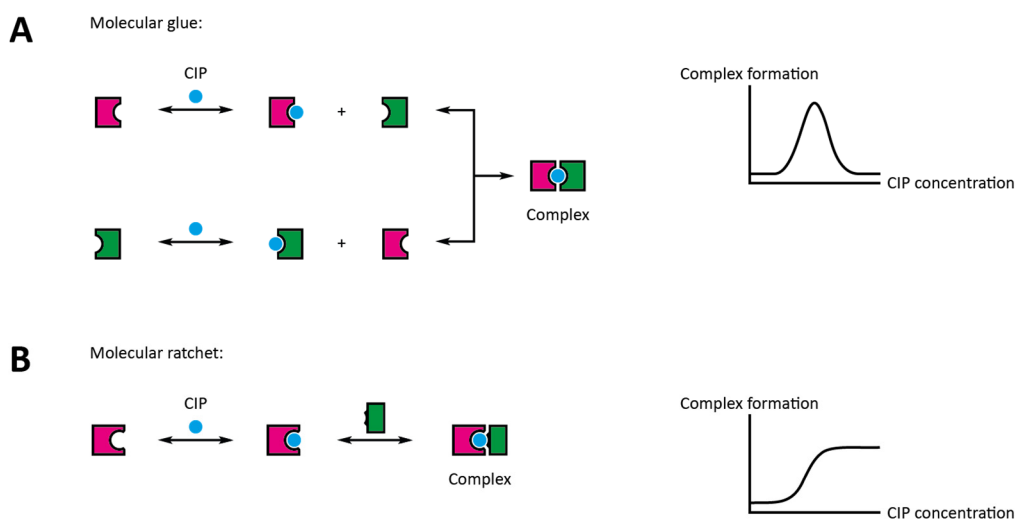 A
Molecular glue:
CIP
+
+
Complex
Complex formation
CIP concentration
B
Molecular ratchet:
CIP
Complex
Complex formation
CIP concentration